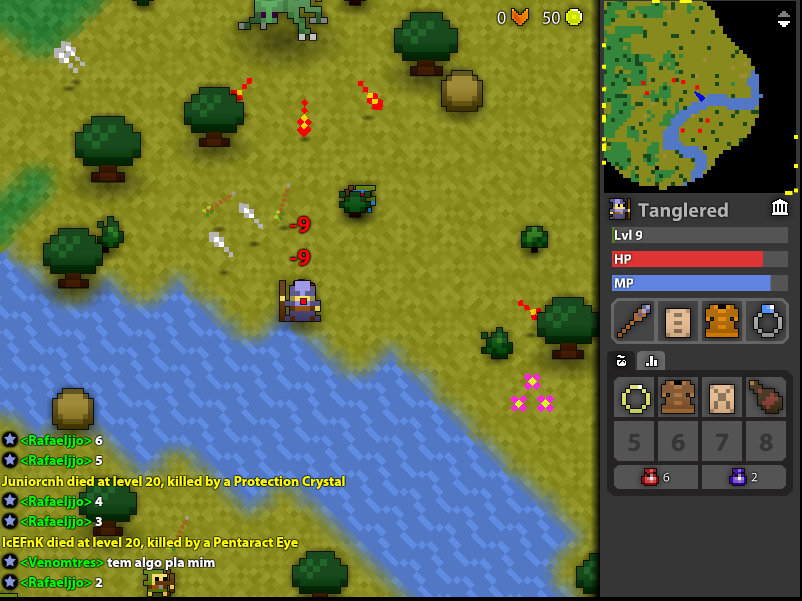 0 50
Tanglered
Lvl 9
-9
HP
-9
MP
5 6 7 8
<Rafaeljjo> 6
<Rafaeljjo> 5
6 2
Juniorcnh died at level 20, killed by a Protection Crystal
<Rafaeljjo> 4
<Rafaeljjo> 3
IcEFnK died at level 20, killed by a Pentaract Eye
<Venomtres> tem algo pla mim
<Rafaeljjo> 2